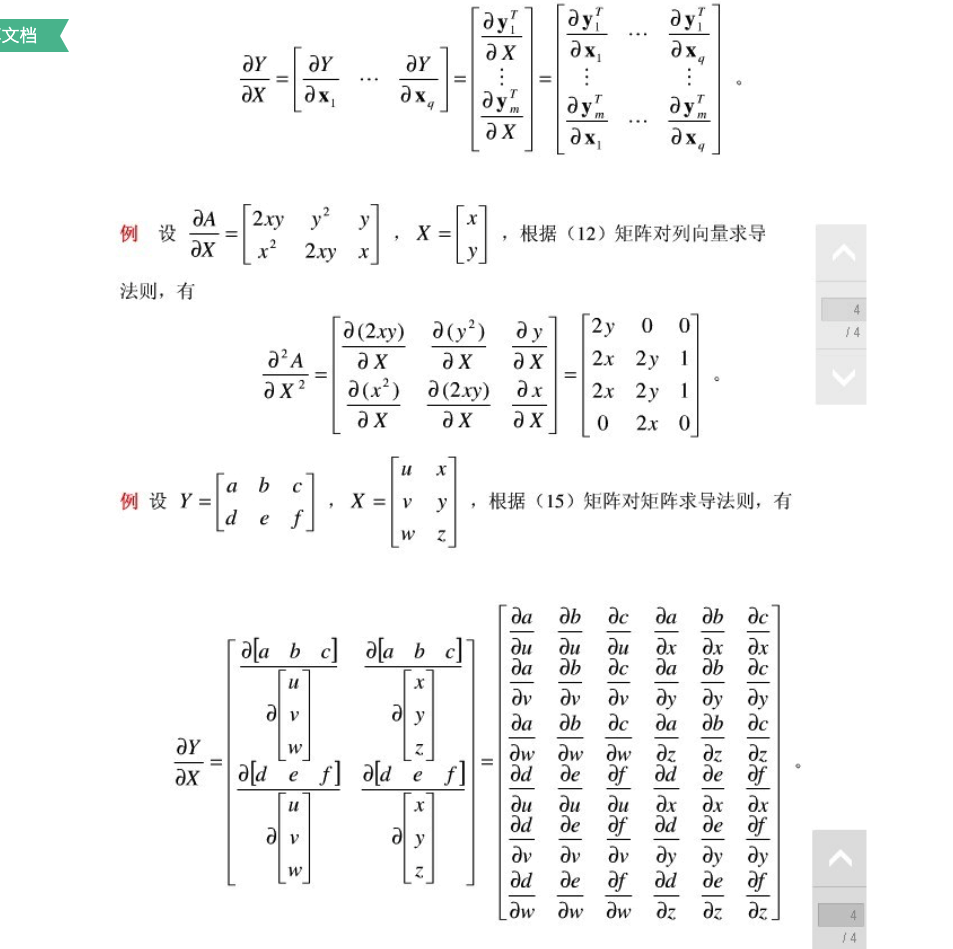 文档
∂Y/∂X = [∂Y/∂x₁ ⋯ ∂Y/∂x_q] = [∂y₁ᵀ/∂X; ⋮; ∂y_mᵀ/∂X] = [∂y₁ᵀ/∂x₁ ⋯ ∂y₁ᵀ/∂x_q; ⋮ ⋮; ∂y_mᵀ/∂x₁ ⋯ ∂y_mᵀ/∂x_q] 。
例 设 ∂A/∂X = [2xy y² y; x² 2xy x] ，X = [x; y] ，根据（12）矩阵对列向量求导
法则，有
4
/ 4
∂²A/∂X² = [∂(2xy)/∂X ∂(y²)/∂X ∂y/∂X; ∂(x²)/∂X ∂(2xy)/∂X ∂x/∂X] = [2y 0 0; 2x 2y 1; 2x 2y 1; 0 2x 0] 。
例 设 Y = [a b c; d e f] ，X = [u x; v y; w z] ，根据（15）矩阵对矩阵求导法则，有
∂Y/∂X = [∂[a b c]/∂[u; v; w] ∂[a b c]/∂[x; y; z]; ∂[d e f]/∂[u; v; w] ∂[d e f]/∂[x; y; z]] = [∂a/∂u ∂b/∂u ∂c/∂u ∂a/∂x ∂b/∂x ∂c/∂x; ∂a/∂v ∂b/∂v ∂c/∂v ∂a/∂y ∂b/∂y ∂c/∂y; ∂a/∂w ∂b/∂w ∂c/∂w ∂a/∂z ∂b/∂z ∂c/∂z; ∂d/∂u ∂e/∂u ∂f/∂u ∂d/∂x ∂e/∂x ∂f/∂x; ∂d/∂v ∂e/∂v ∂f/∂v ∂d/∂y ∂e/∂y ∂f/∂y; ∂d/∂w ∂e/∂w ∂f/∂w ∂d/∂z ∂e/∂z ∂f/∂z] 。
4
/ 4